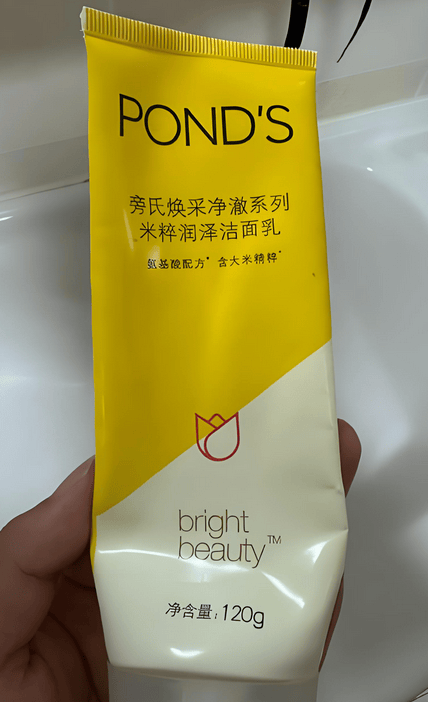 POND'S
旁氏焕采净澈系列
米粹润泽洁面乳
氨基酸配方* 含大米精粹*
bright
beauty™
净含量：120g